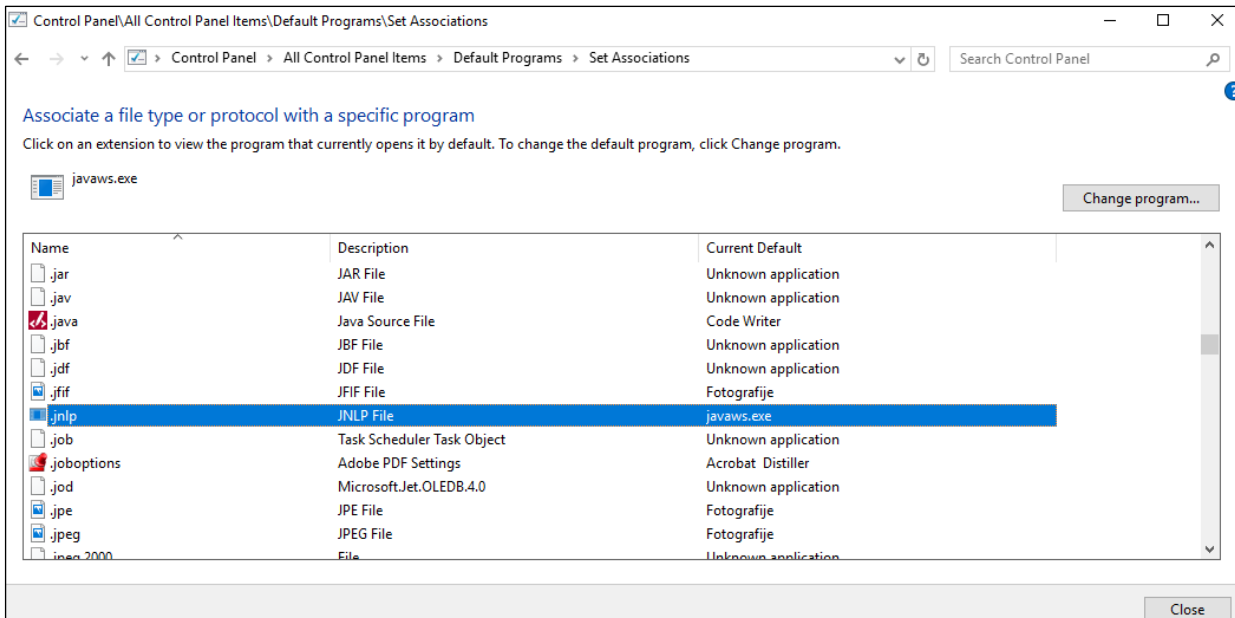 Control Panel\All Control Panel Items\Default Programs\Set Associations
Control Panel > All Control Panel Items > Default Programs > Set Associations
Search Control Panel
Associate a file type or protocol with a specific program
Click on an extension to view the program that currently opens it by default. To change the default program, click Change program.
javaws.exe
Change program...
Name Description Current Default
.jar JAR File Unknown application
.jav JAV File Unknown application
.java Java Source File Code Writer
.jbf JBF File Unknown application
.jdf JDF File Unknown application
.jfif JFIF File Fotografije
.jnlp JNLP File javaws.exe
.job Task Scheduler Task Object Unknown application
.joboptions Adobe PDF Settings Acrobat Distiller
.jod Microsoft.Jet.OLEDB.4.0 Unknown application
.jpe JPE File Fotografije
.jpeg JPEG File Fotografije
.jpeg 2000 File Unknown application
Close